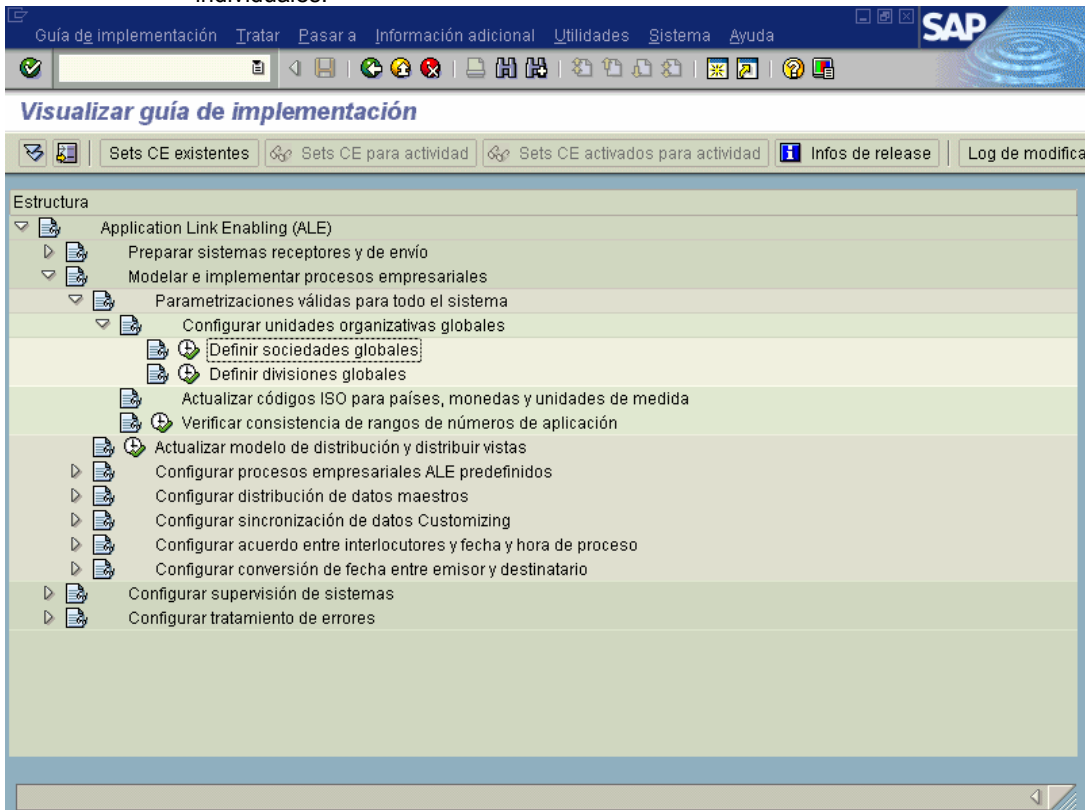 individuales.
Guía de implementación Tratar Pasar a Información adicional Utilidades Sistema Ayuda
SAP
Visualizar guía de implementación
Sets CE existentes Sets CE para actividad Sets CE activados para actividad Infos de release Log de modifica
Estructura
Application Link Enabling (ALE)
Preparar sistemas receptores y de envío
Modelar e implementar procesos empresariales
Parametrizaciones válidas para todo el sistema
Configurar unidades organizativas globales
Definir sociedades globales
Definir divisiones globales
Actualizar códigos ISO para países, monedas y unidades de medida
Verificar consistencia de rangos de números de aplicación
Actualizar modelo de distribución y distribuir vistas
Configurar procesos empresariales ALE predefinidos
Configurar distribución de datos maestros
Configurar sincronización de datos Customizing
Configurar acuerdo entre interlocutores y fecha y hora de proceso
Configurar conversión de fecha entre emisor y destinatario
Configurar supervisión de sistemas
Configurar tratamiento de errores